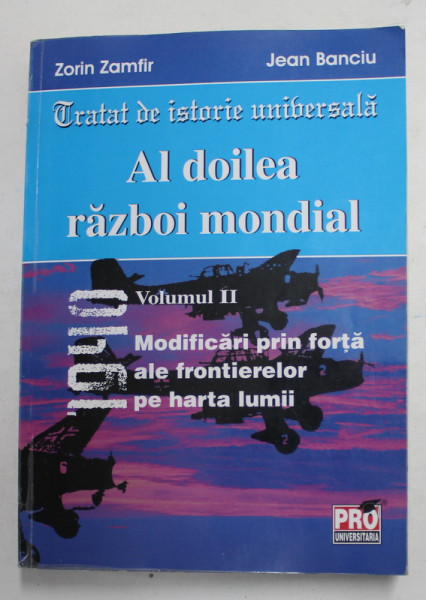 Zorin Zamfir
Jean Banciu
Tratat de istorie universală
Al doilea
război mondial
1940
Volumul II
Modificări prin forță
ale frontierelor
pe harta lumii
PRO
UNIVERSITARIA